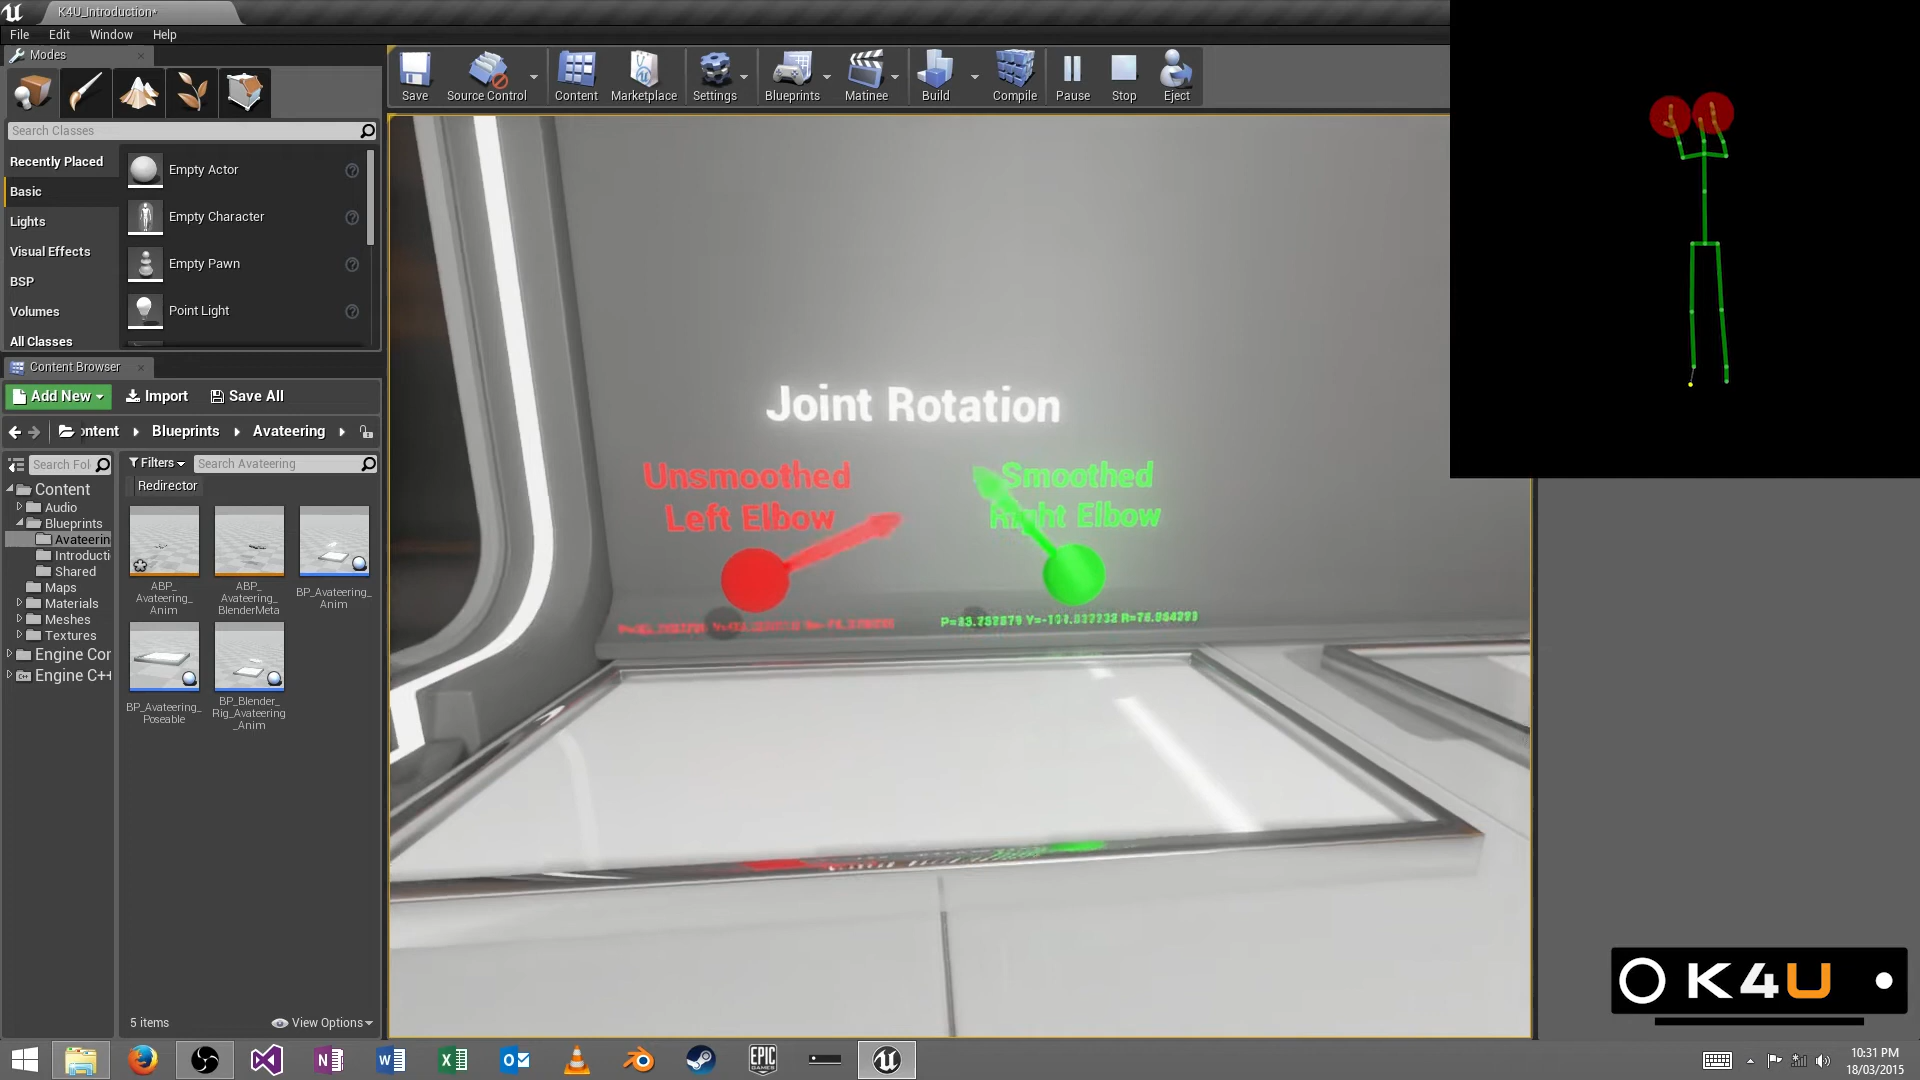 K4U_Introduction*
File Edit Window Help
Modes
Save Source Control Content Marketplace Settings Blueprints Matinee Build Compile Pause Stop Eject
Search Classes
Recently Placed
Basic
Lights
Visual Effects
BSP
Volumes
All Classes
Empty Actor
Empty Character
Empty Pawn
Point Light
Content Browser
Add New Import Save All
ontent Blueprints Avateering
Search Fol
Filters Search Avateering
Redirector
Content
Audio
Blueprints
Avateerin
Introducti
Shared
Maps
Materials
Meshes
Textures
Engine Cor
Engine C++
ABP_
Avateering_
Anim
ABP_
Avateering_
BlenderMeta
BP_Avateering_
Anim
BP_Avateering_
Poseable
BP_Blender_
Rig_Avateering
_Anim
5 items View Options
Joint Rotation
Unsmoothed
Left Elbow
Smoothed
Right Elbow
K4U
EPIC
GAMES
10:31 PM
18/03/2015